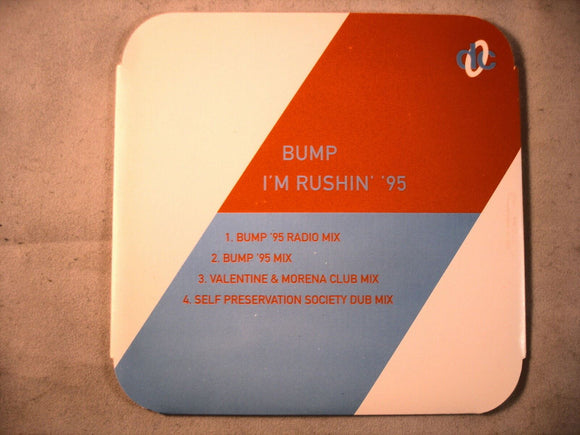 dc
BUMP
I'M RUSHIN' '95
1. BUMP '95 RADIO MIX
2. BUMP '95 MIX
3. VALENTINE & MORENA CLUB MIX
4. SELF PRESERVATION SOCIETY DUB MIX